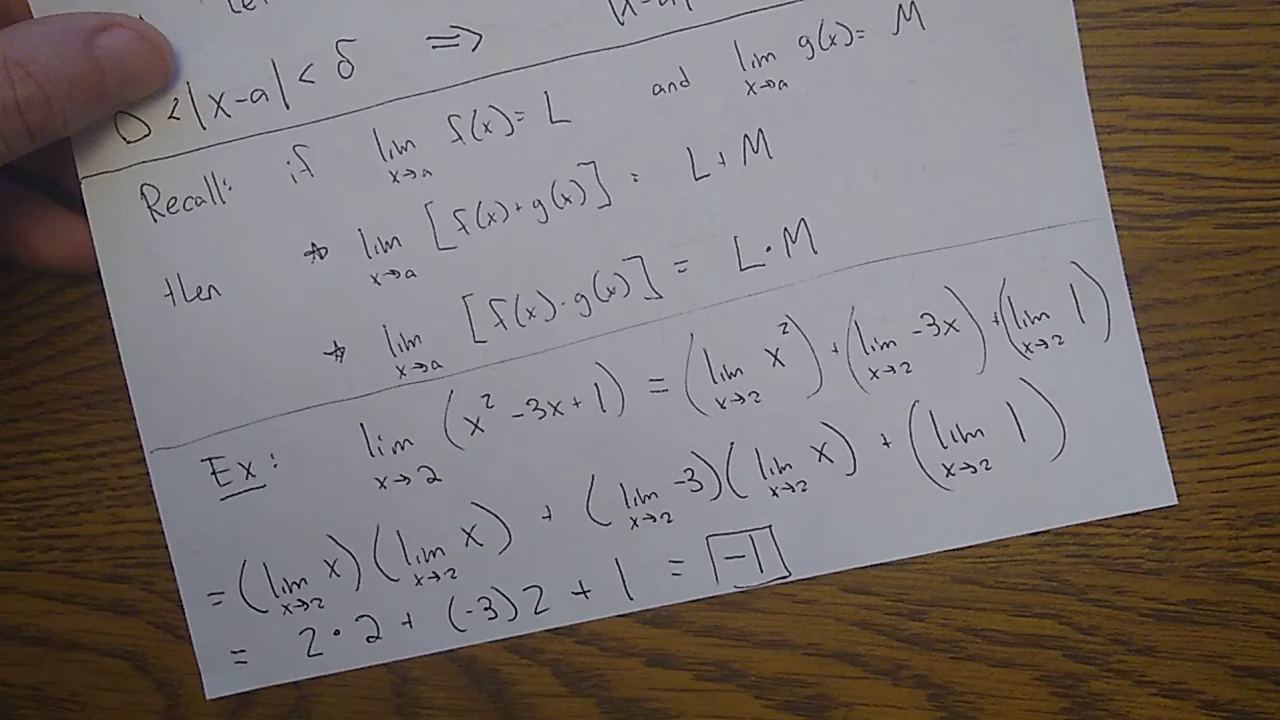 0 < |x-a| < δ ⟹
Recall: if lim x→a f(x) = L and lim x→a g(x) = M
then ☆ lim x→a [f(x) + g(x)] = L + M
☆ lim x→a [f(x) · g(x)] = L · M
Ex: lim x→2 (x² - 3x + 1) = (lim x→2 x²) + (lim x→2 -3x) + (lim x→2 1)
= (lim x→2 x)(lim x→2 x) + (lim x→2 -3)(lim x→2 x) + (lim x→2 1)
= 2 · 2 + (-3)2 + 1 = -1